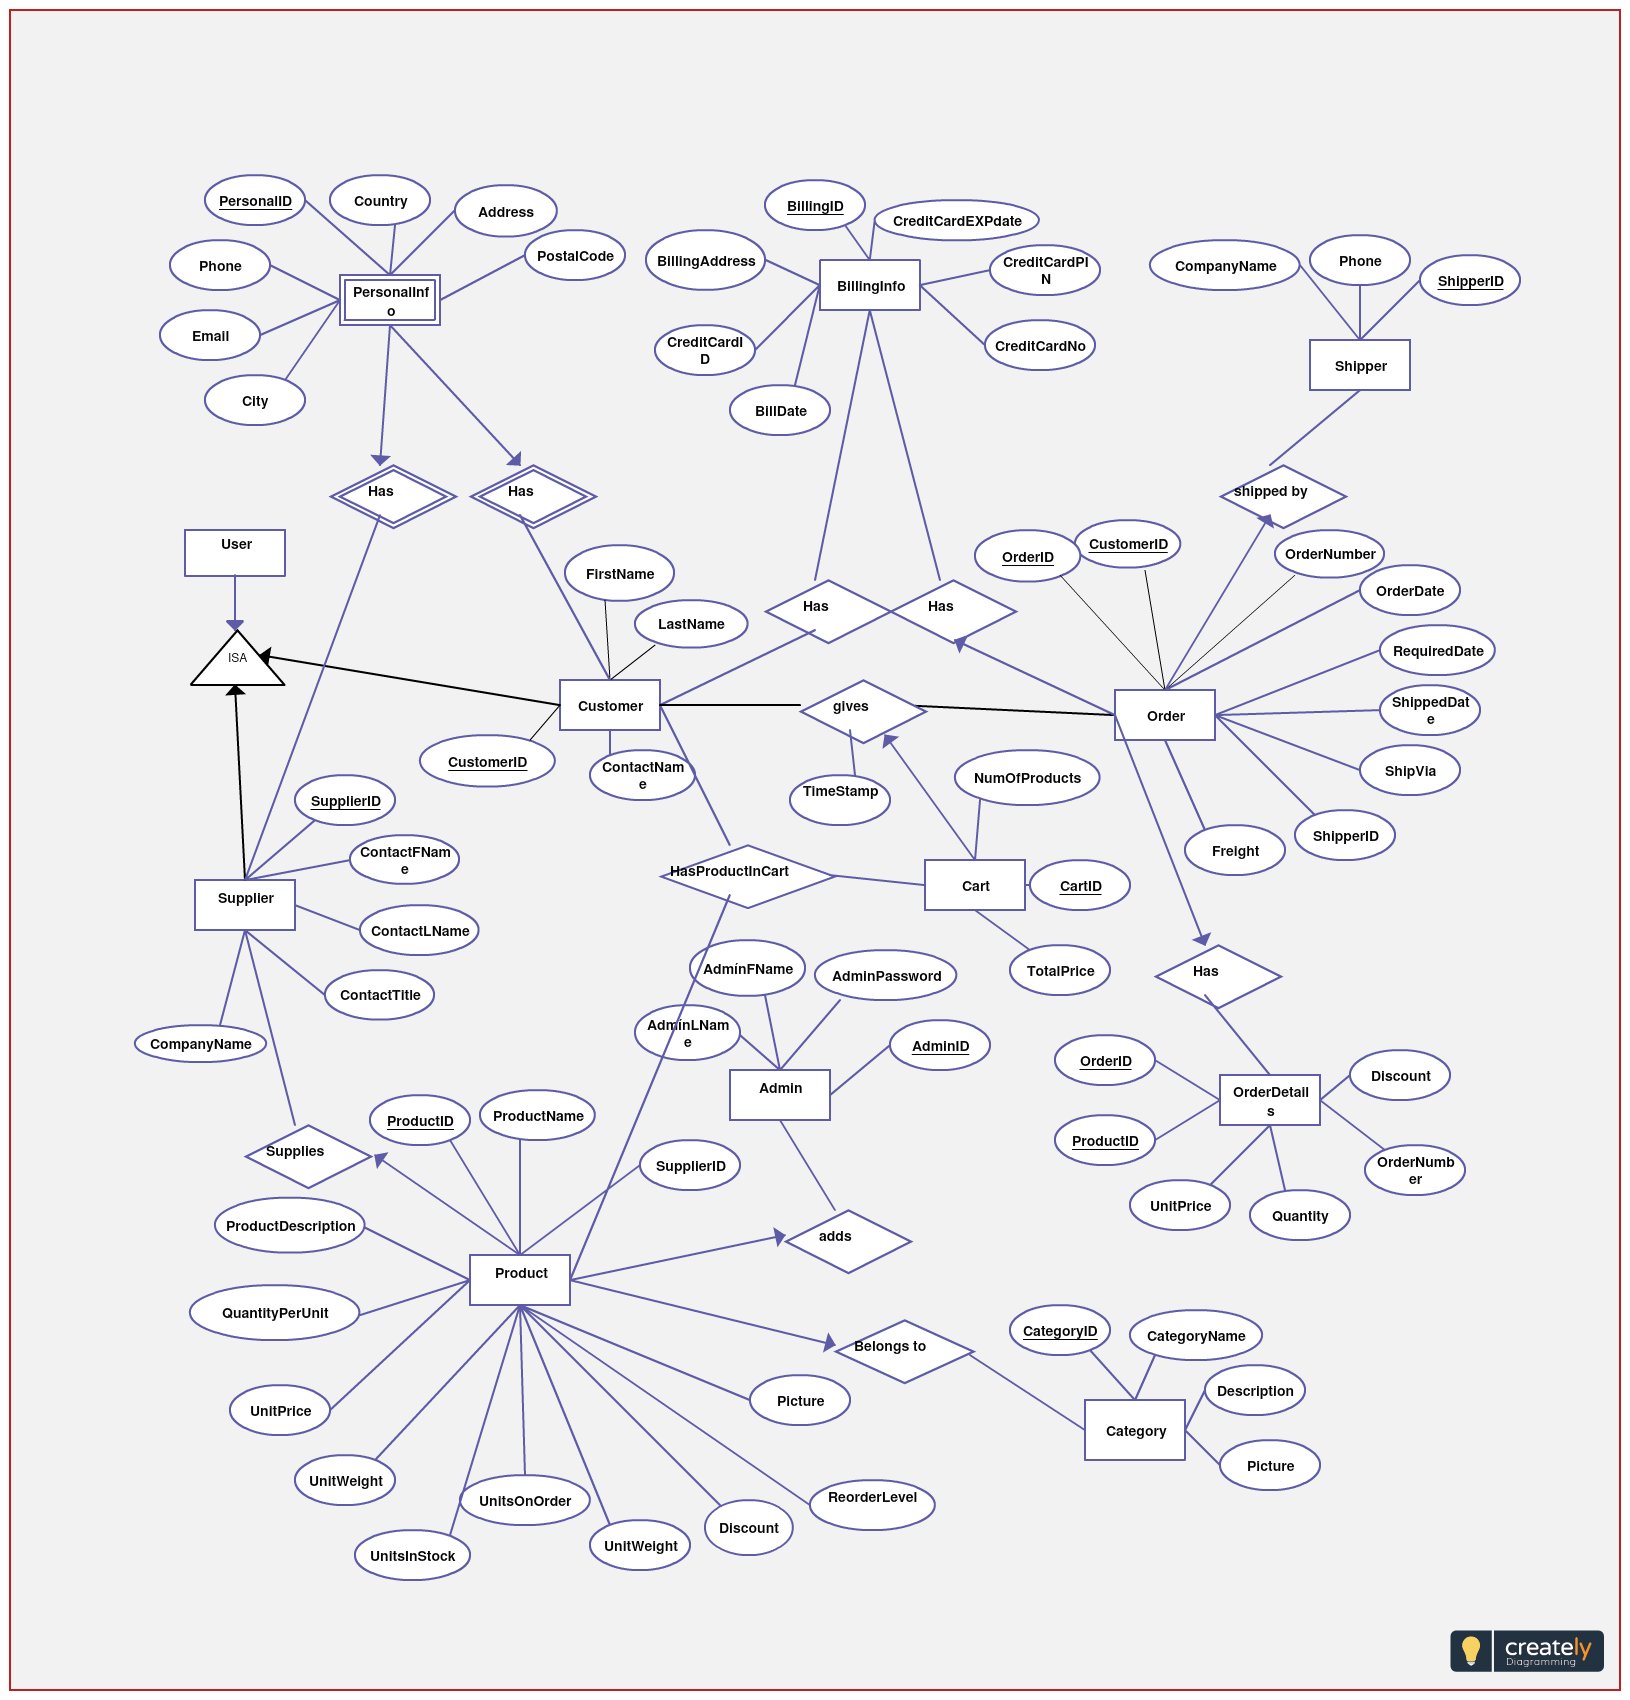 PersonalID
Country
Address
PostalCode
Phone
Email
City
PersonalInf
o
BillingID
CreditCardEXPdate
BillingAddress
CreditCardPI
N
BillingInfo
CreditCardI
D
CreditCardNo
BillDate
CompanyName
Phone
ShipperID
Shipper
Has
Has
shipped by
User
ISA
FirstName
LastName
Has
Has
OrderID
CustomerID
OrderNumber
OrderDate
RequiredDate
ShippedDat
e
ShipVia
ShipperID
Freight
Order
Customer
gives
CustomerID
ContactNam
e
TimeStamp
NumOfProducts
SupplierID
ContactFNam
e
Supplier
ContactLName
ContactTitle
CompanyName
HasProductInCart
Cart
CartID
TotalPrice
AdmínFName
AdminPassword
AdmínLNam
e
AdminID
Admin
Has
OrderID
ProductID
OrderDetail
s
Discount
OrderNumb
er
UnitPrice
Quantity
Supplies
ProductID
ProductName
SupplierID
ProductDescription
adds
Product
QuantityPerUnit
Belongs to
CategoryID
CategoryName
Description
Category
Picture
UnitPrice
Picture
UnitWeight
UnitsOnOrder
ReorderLevel
UnitsInStock
UnitWeight
Discount
creately
Diagramming